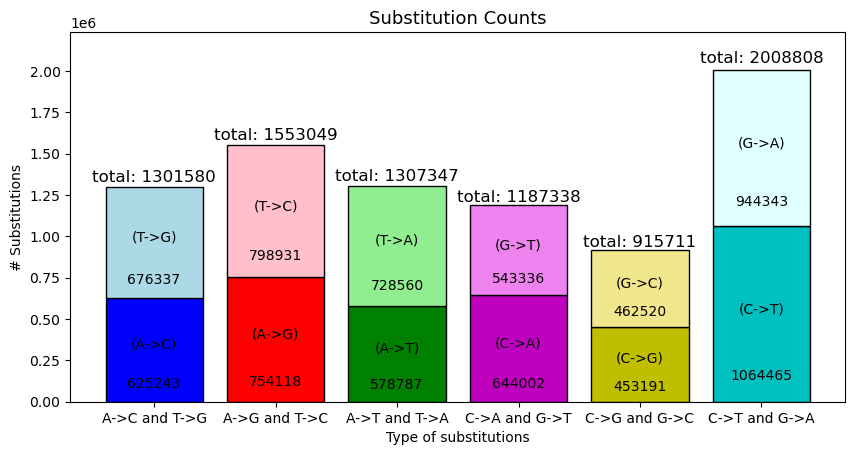 Substitution Counts
1e6
# Substitutions
2.00
1.75
1.50
1.25
1.00
0.75
0.50
0.25
0.00
total: 1301580
(T->G)
676337
(A->C)
625243
total: 1553049
(T->C)
798931
(A->G)
754118
total: 1307347
(T->A)
728560
(A->T)
578787
total: 1187338
(G->T)
543336
(C->A)
644002
total: 915711
(G->C)
462520
(C->G)
453191
total: 2008808
(G->A)
944343
(C->T)
1064465
A->C and T->G
A->G and T->C
A->T and T->A
C->A and G->T
C->G and G->C
C->T and G->A
Type of substitutions